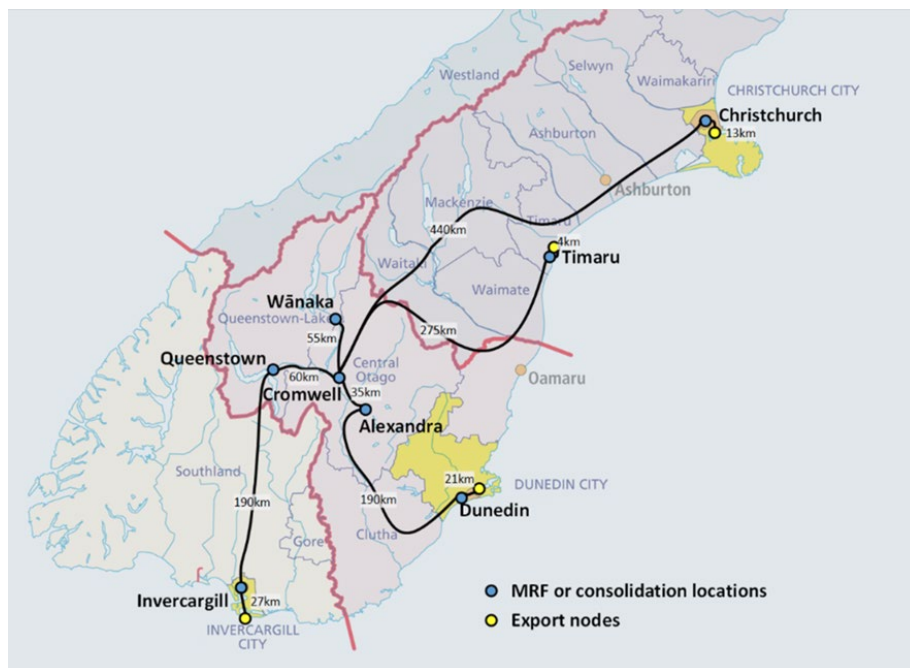 Westland
Selwyn
Waimakariri
CHRISTCHURCH CITY
Christchurch
13km
Ashburton
Ashburton
Mackenzie
440km
Timaru
4km
Timaru
Waitaki
Waimate
Wānaka
Queenstown-Lake
55km
275km
Queenstown
60km
Central
Otago
Cromwell
35km
Oamaru
Alexandra
Southland
190km
190km
21km
DUNEDIN CITY
Dunedin
Clutha
Gore
Invercargill
27km
INVERCARGILL
CITY
MRF or consolidation locations
Export nodes